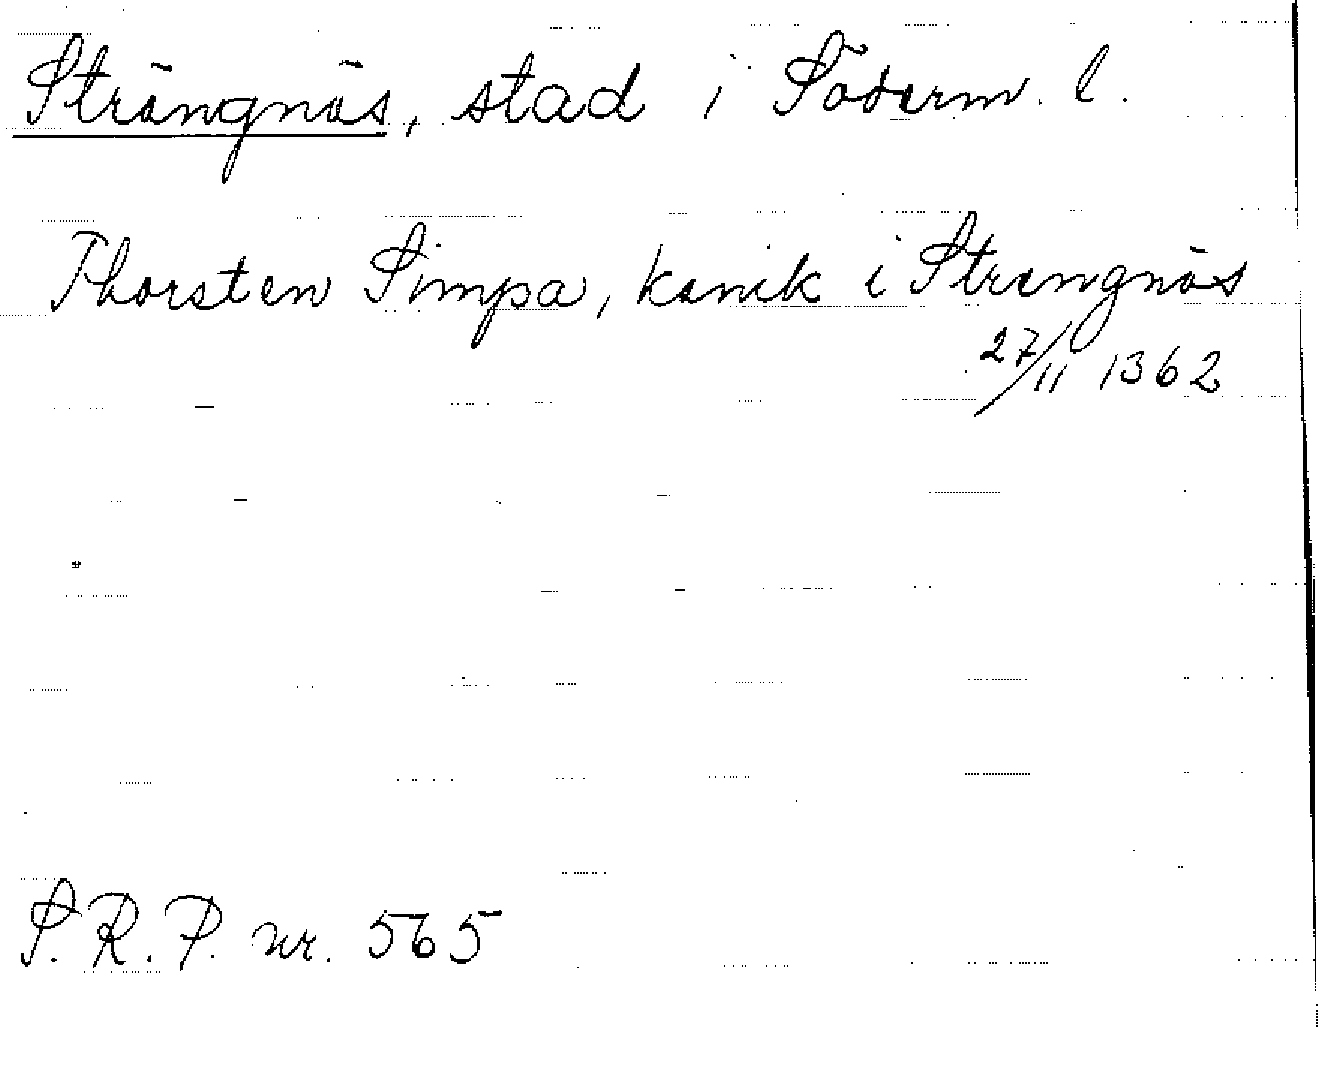 Strängnäs, stad i Söderm. l.
Thorsten Simpa, kanik i Strängnäs
27/11 1362
S.R.P. nr. 565